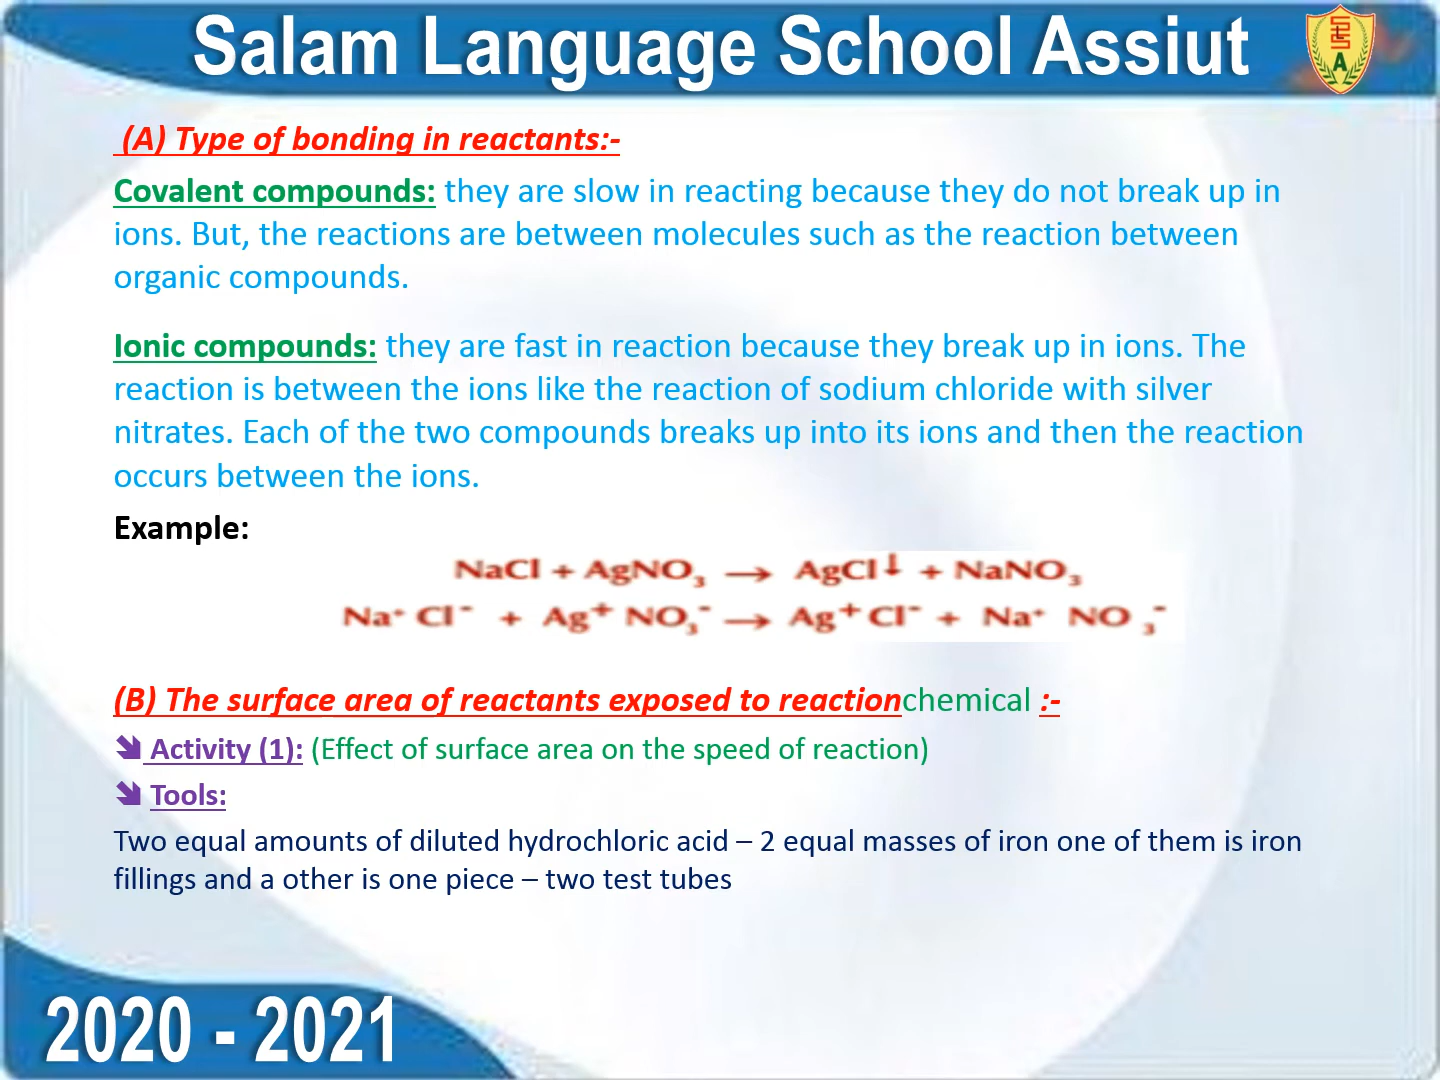 Salam Language School Assiut
(A) Type of bonding in reactants:-
Covalent compounds: they are slow in reacting because they do not break up in
ions. But, the reactions are between molecules such as the reaction between
organic compounds.
Ionic compounds: they are fast in reaction because they break up in ions. The
reaction is between the ions like the reaction of sodium chloride with silver
nitrates. Each of the two compounds breaks up into its ions and then the reaction
occurs between the ions.
Example:
NaCl + AgNO₃ → AgCl↓ + NaNO₃
Na⁺ Cl⁻ + Ag⁺ NO₃⁻ → Ag⁺ Cl⁻ + Na⁺ NO₃⁻
(B) The surface area of reactants exposed to reactionchemical :-
Activity (1): (Effect of surface area on the speed of reaction)
Tools:
Two equal amounts of diluted hydrochloric acid – 2 equal masses of iron one of them is iron
fillings and a other is one piece – two test tubes
2020 - 2021